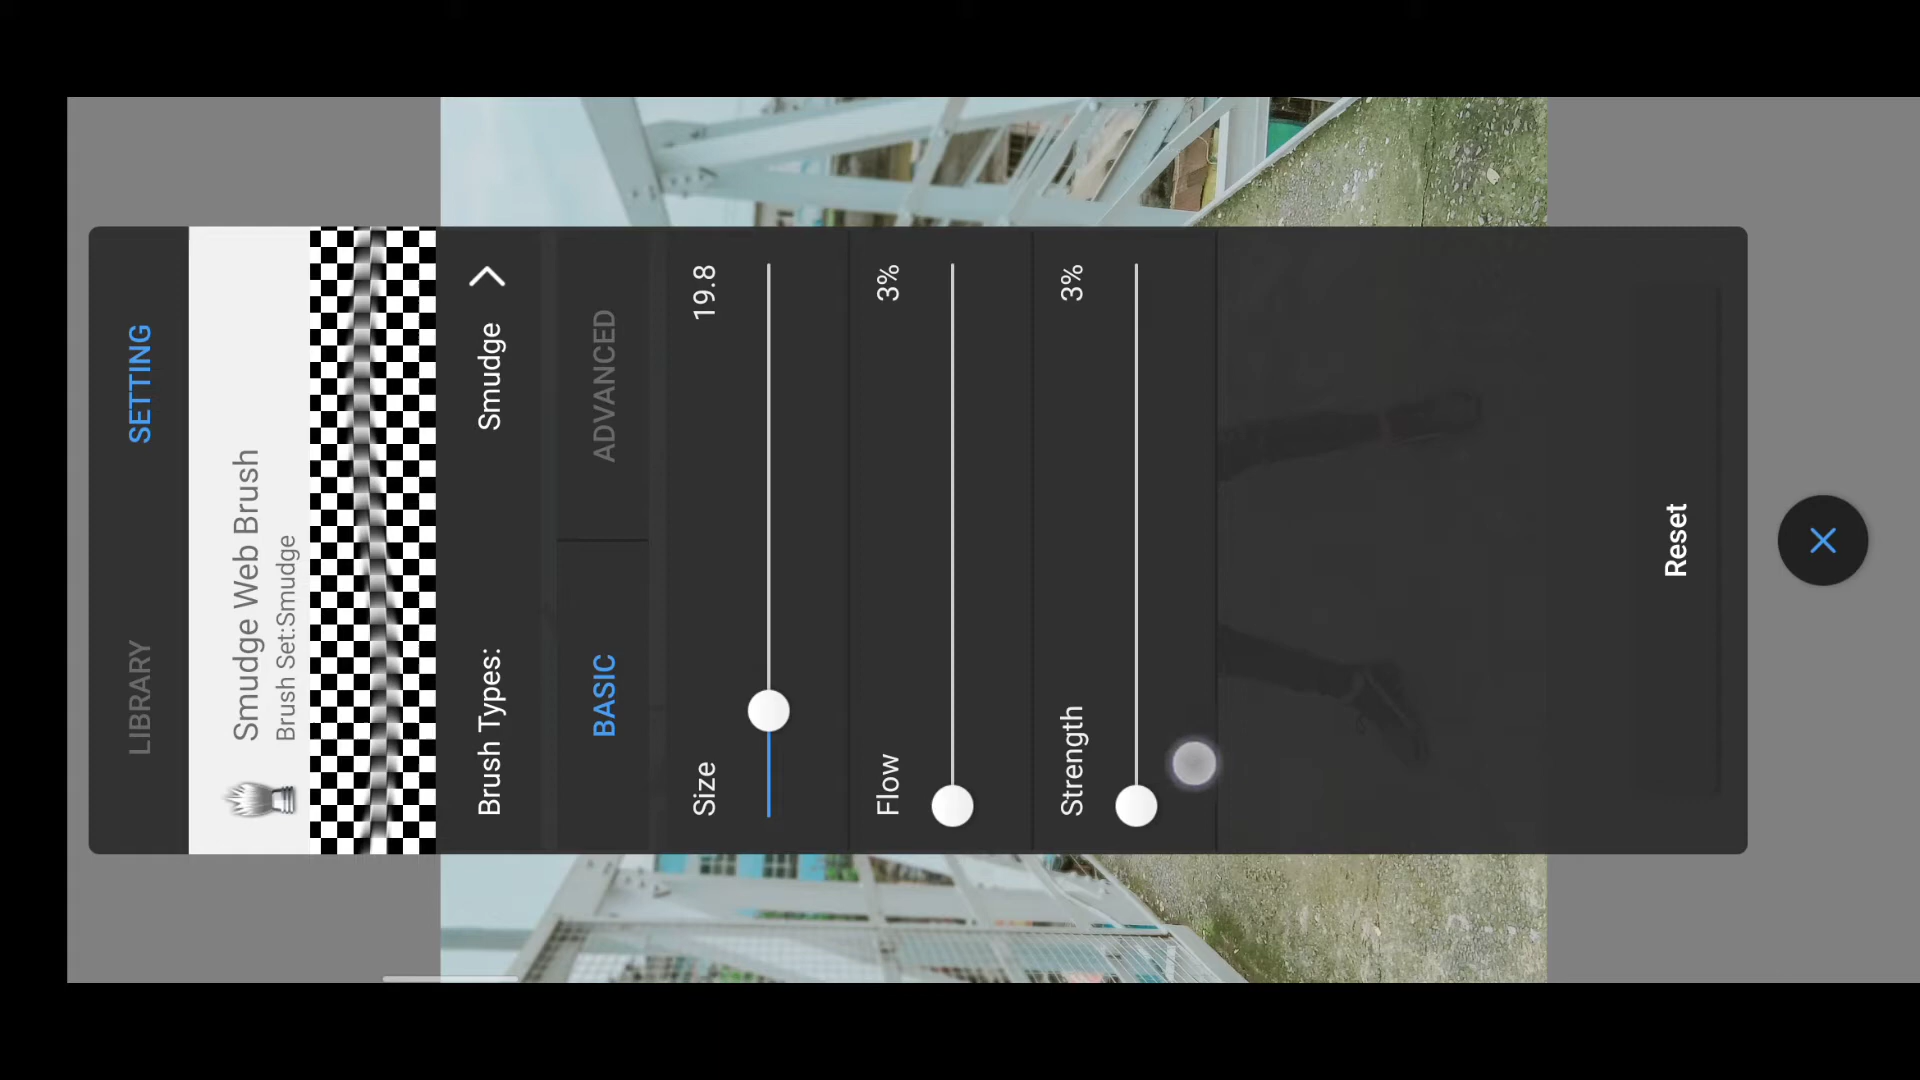 LIBRARY SETTING
Smudge Web Brush
Brush Set:Smudge
Brush Types: Smudge
BASIC ADVANCED
Size 19.8
Flow 3%
Strength 3%
Reset